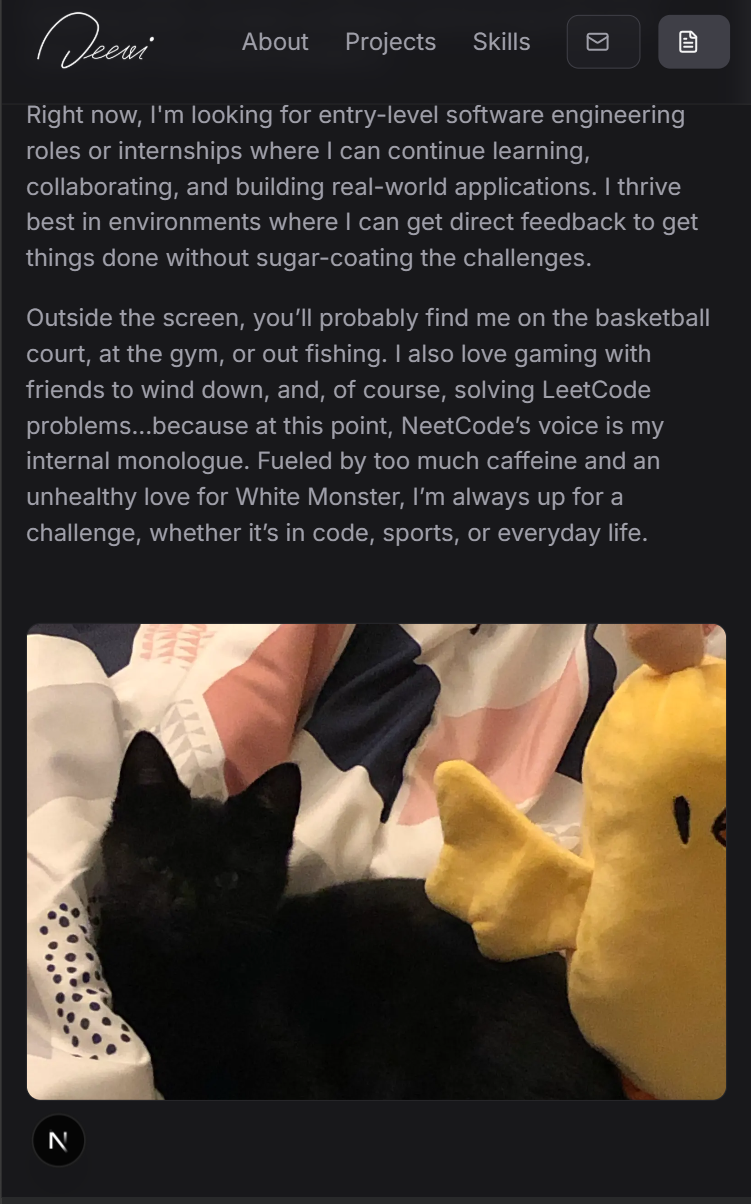 Deevi
About Projects Skills
Right now, I'm looking for entry-level software engineering
roles or internships where I can continue learning,
collaborating, and building real-world applications. I thrive
best in environments where I can get direct feedback to get
things done without sugar-coating the challenges.
Outside the screen, you’ll probably find me on the basketball
court, at the gym, or out fishing. I also love gaming with
friends to wind down, and, of course, solving LeetCode
problems...because at this point, NeetCode’s voice is my
internal monologue. Fueled by too much caffeine and an
unhealthy love for White Monster, I’m always up for a
challenge, whether it’s in code, sports, or everyday life.
N